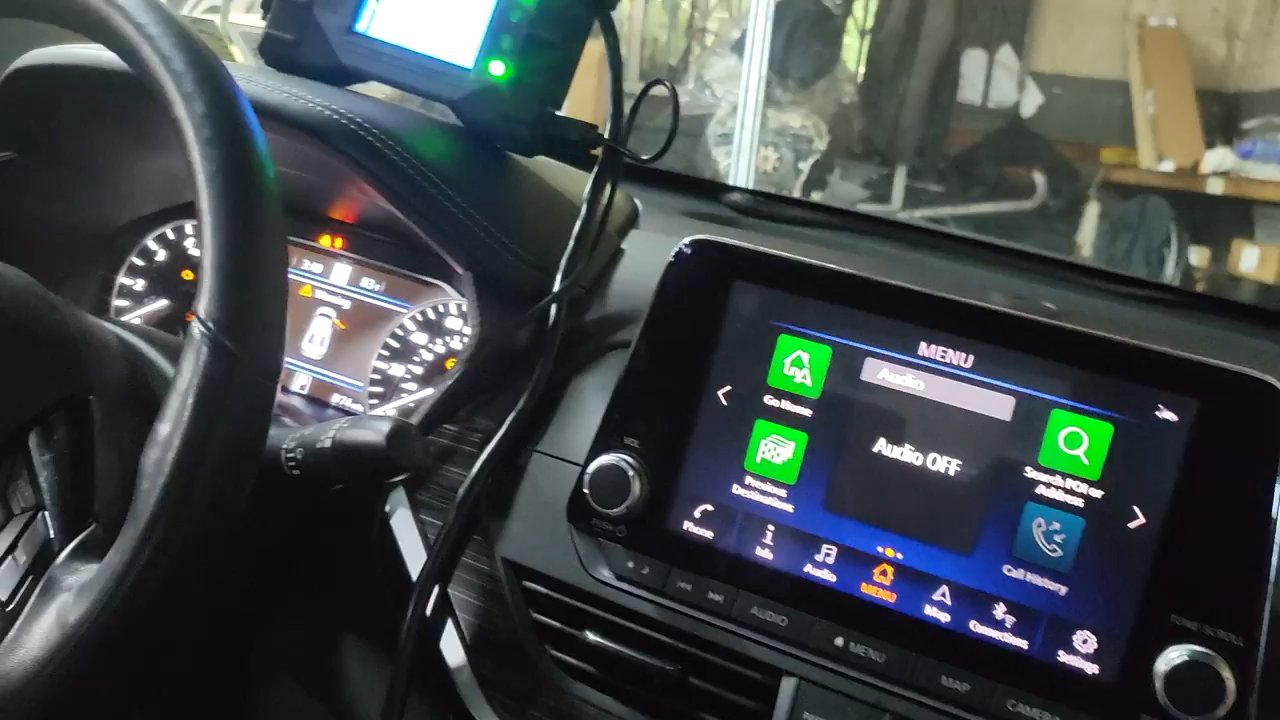 Warning
P
MENU
Audio
Go Home
Audio OFF
Search POI or
Address
Previous
Destinations
Call History
Phone
Info
Audio
MENU
Map
Connections
Settings
VOL
PUSH
AUDIO
MENU
MAP
CAMERA
TUNE·SCROLL